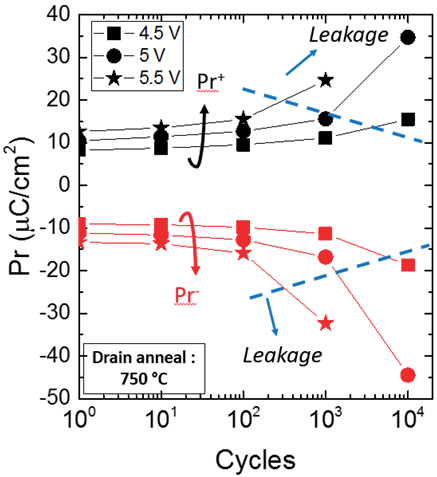 40
30
20
10
0
-10
-20
-30
-40
-50
Pr (µC/cm²)
4.5 V
5 V
5.5 V
Leakage
Pr⁺
Pr⁻
Leakage
Drain anneal :
750 °C
10⁰ 10¹ 10² 10³ 10⁴
Cycles